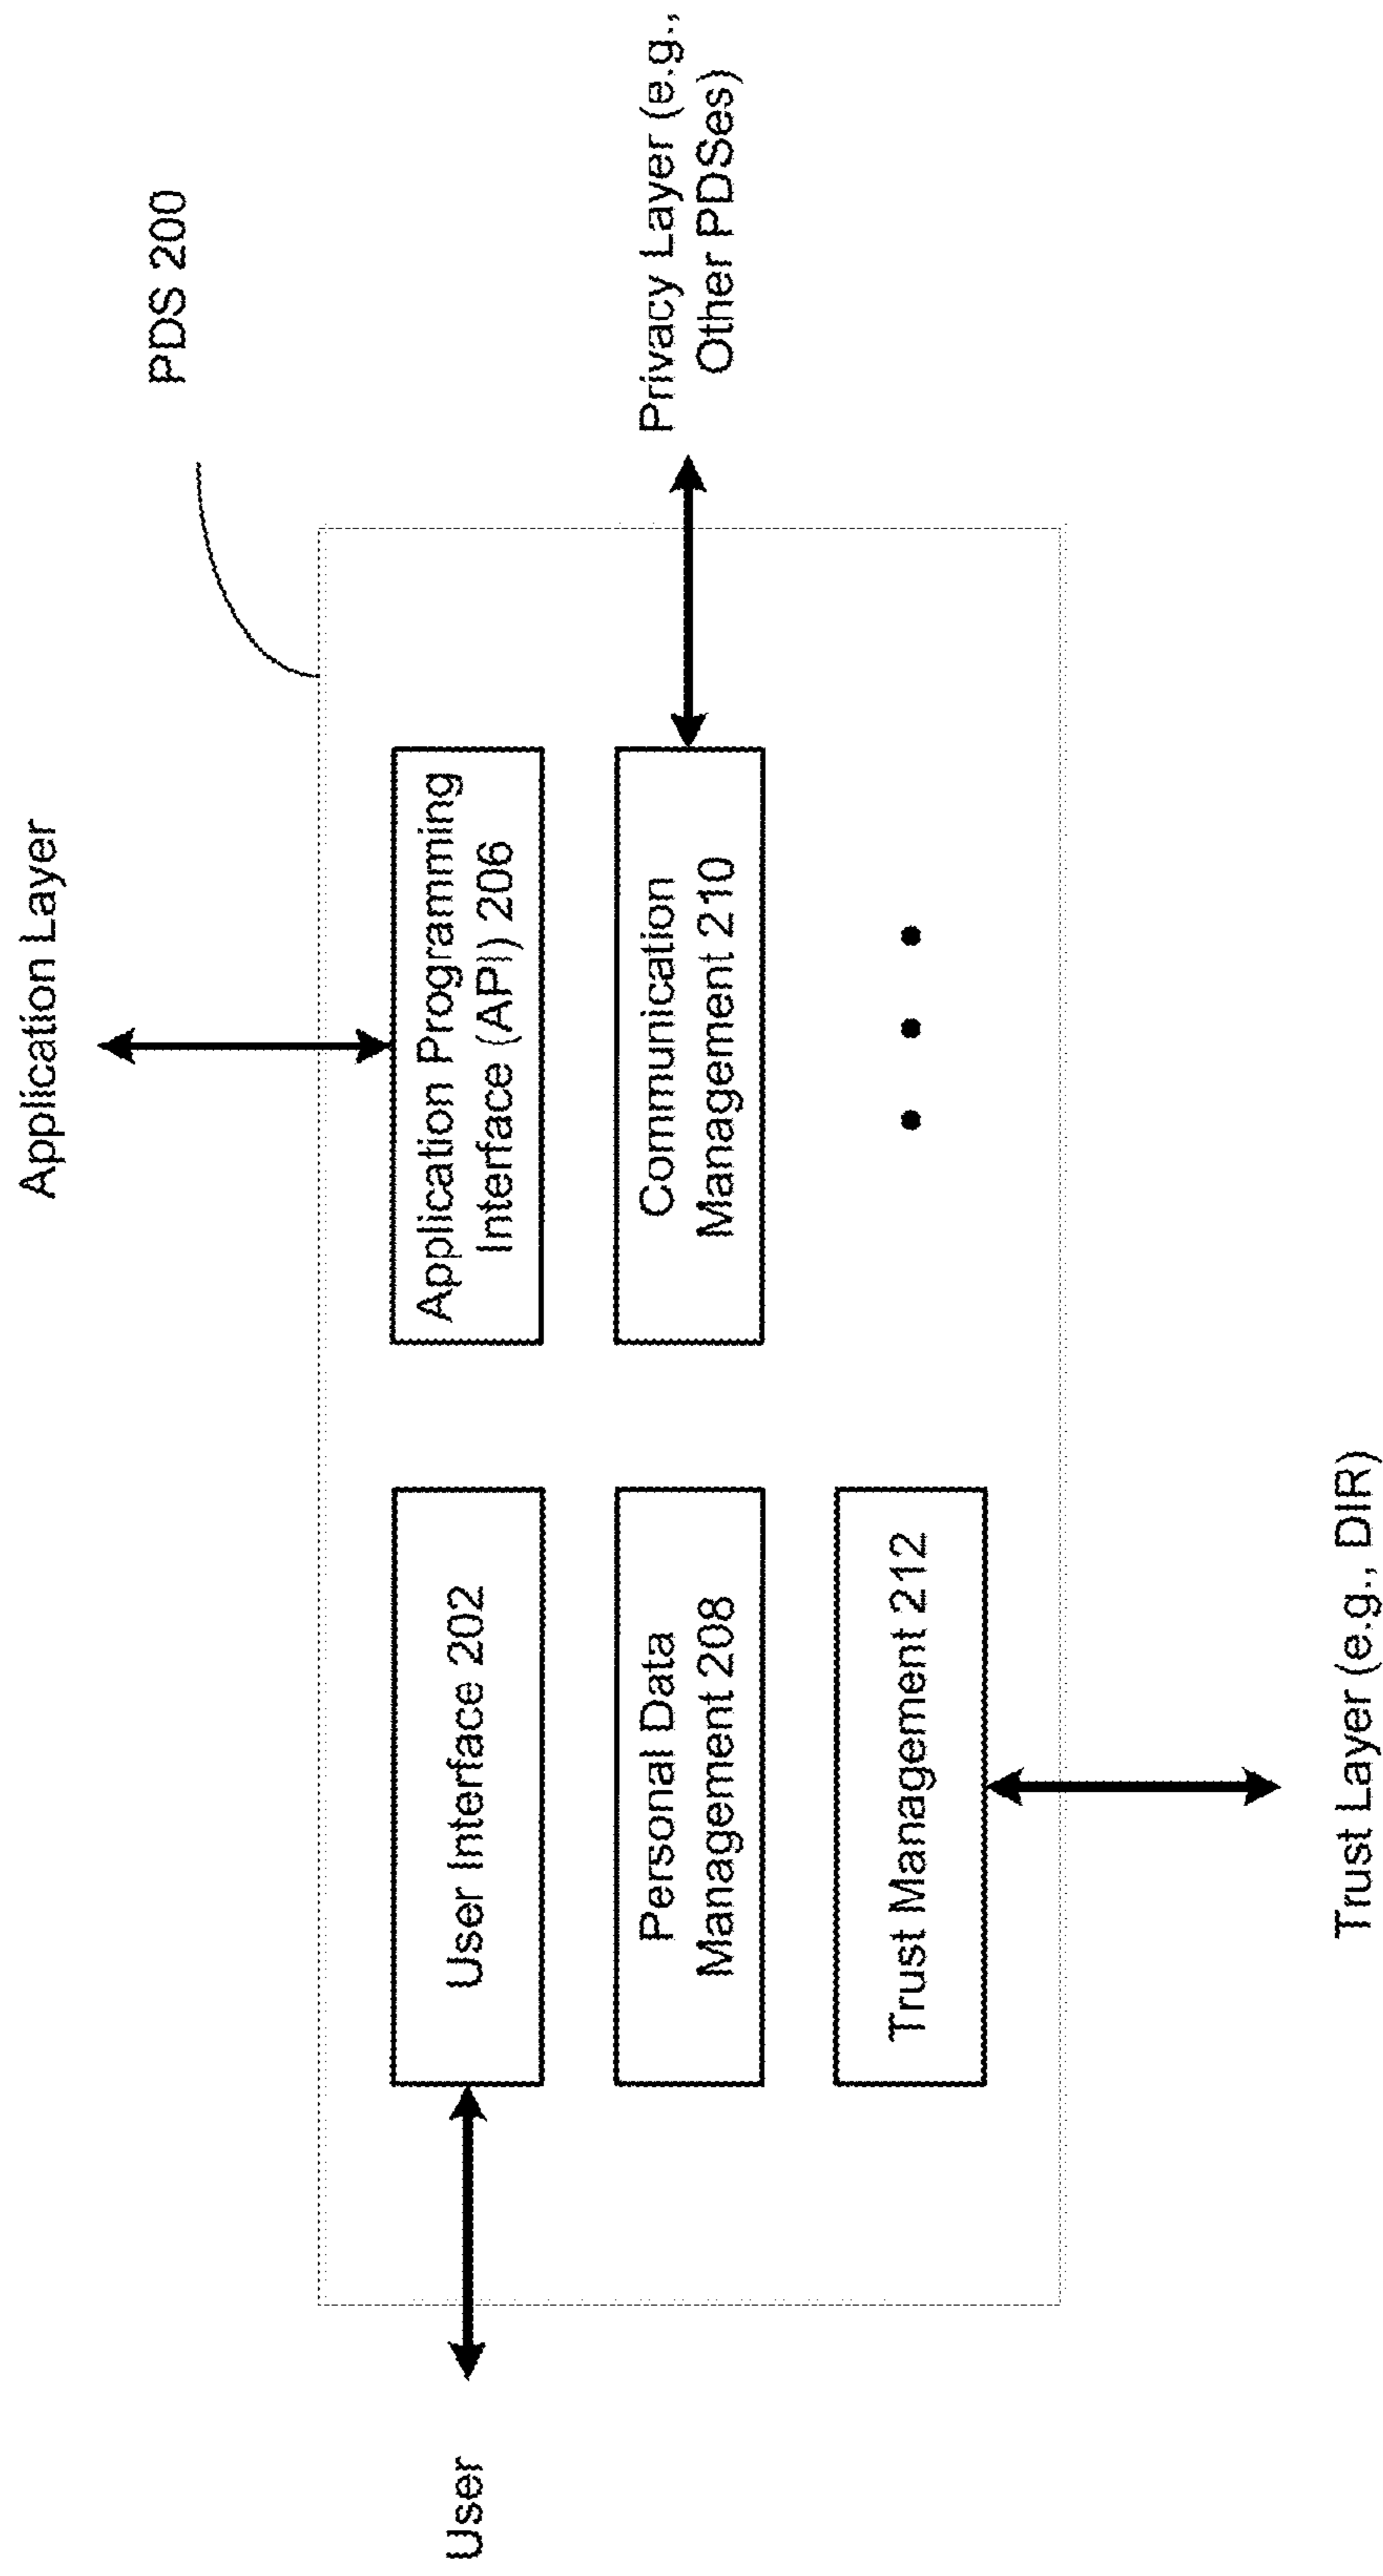 Application Layer
PDS 200
User
User Interface 202
Application Programming
Interface (API) 206
Privacy Layer (e.g.,
Other PDSes)
Personal Data
Management 208
Communication
Management 210
Trust Management 212
Trust Layer (e.g., DIR)